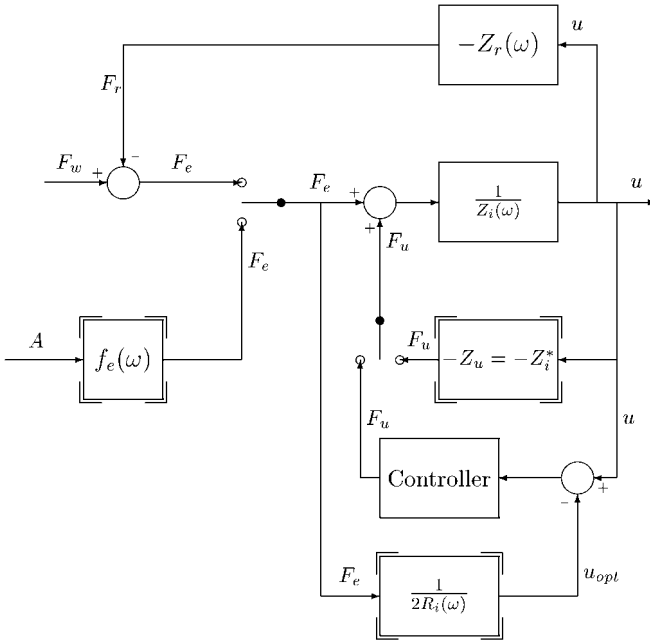 u
−Z_r(ω)
F_r
−
F_w
+
F_e
F_e
+
+
1/Z_i(ω)
u
F_u
F_e
A
f_e(ω)
F_u
−Z_u = −Z_i^*
F_u
u
Controller
+
−
F_e
1/2R_i(ω)
u_opt